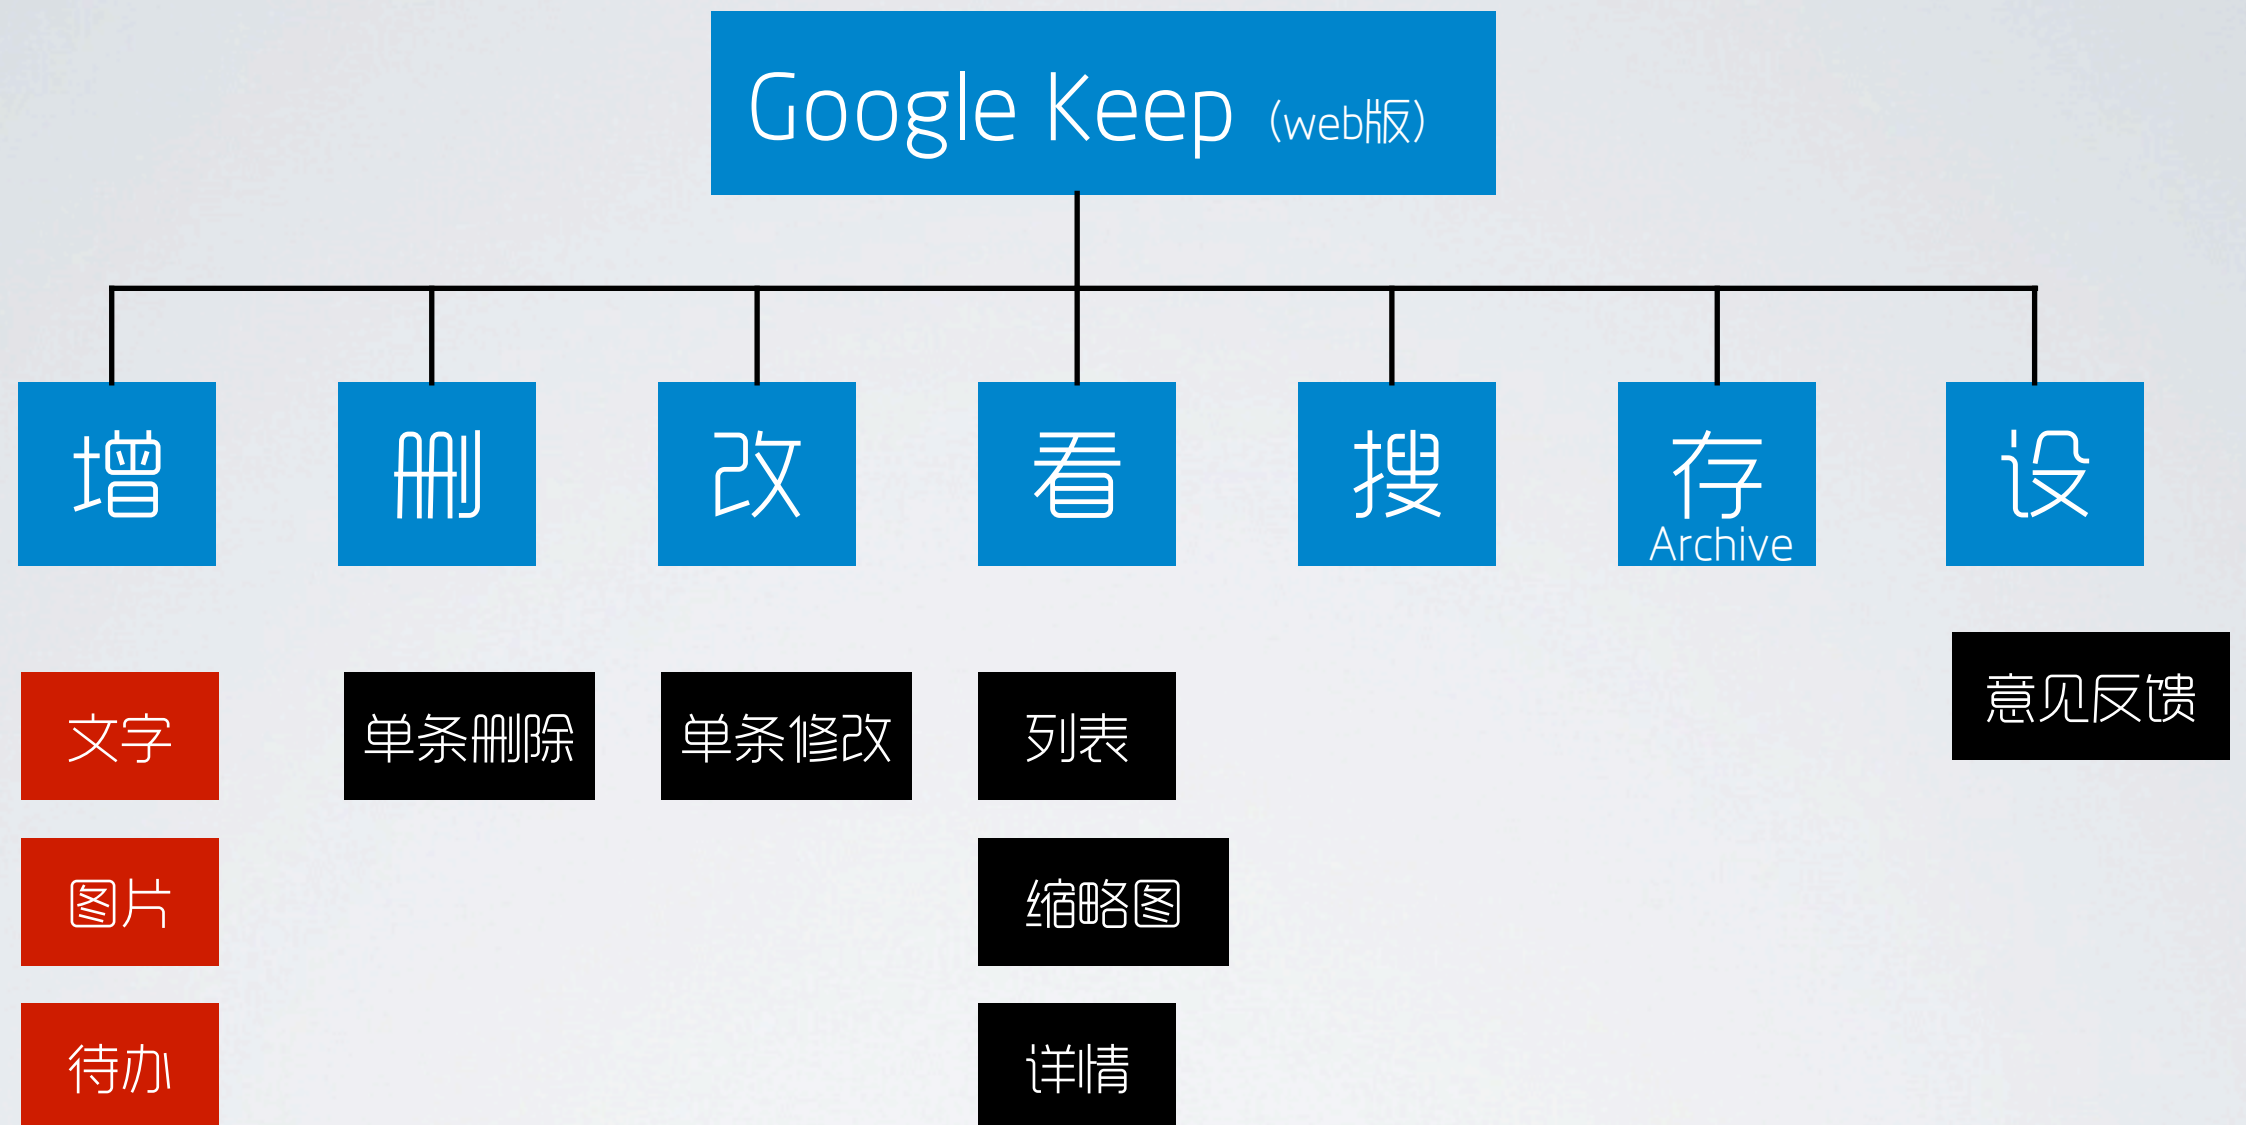 Google Keep (web版)
增
删
改
看
搜
存
Archive
设
意见反馈
文字
单条删除
单条修改
列表
图片
缩略图
待办
详情